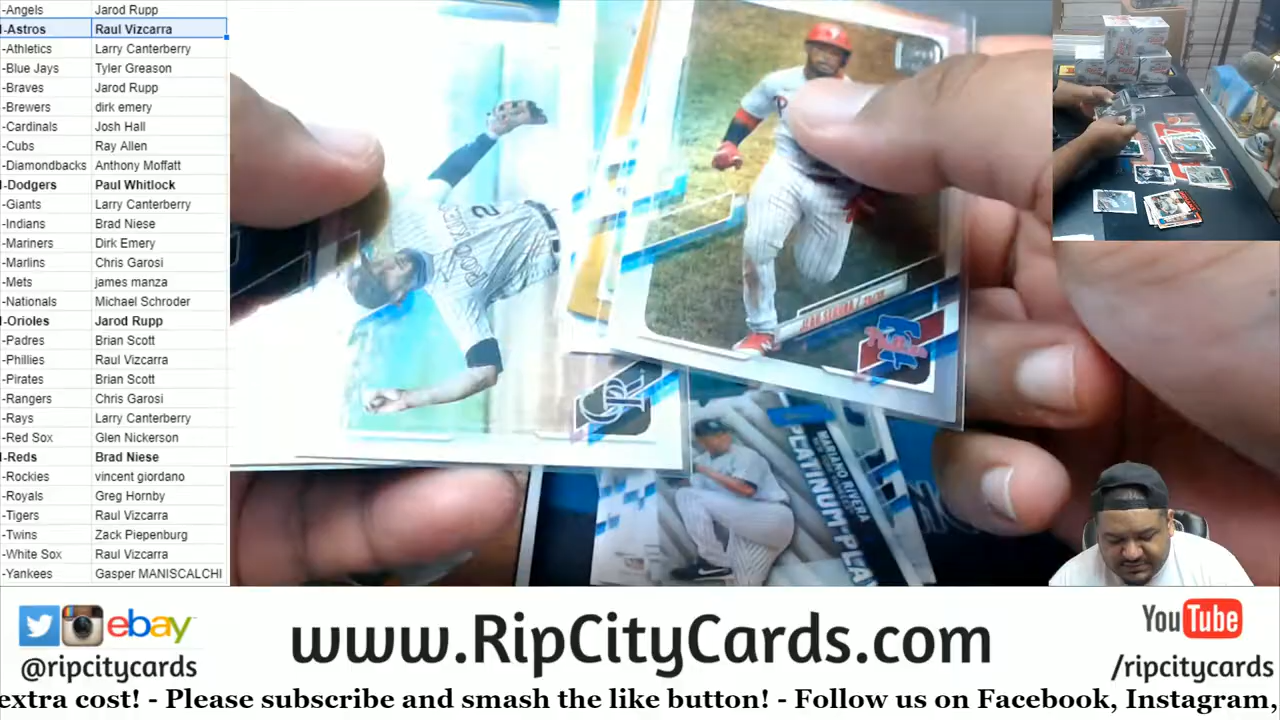 -Angels Jarod Rupp
-Astros Raul Vizcarra
-Athletics Larry Canterberry
-Blue Jays Tyler Greason
-Braves Jarod Rupp
-Brewers dirk emery
-Cardinals Josh Hall
-Cubs Ray Allen
-Diamondbacks Anthony Moffatt
-Dodgers Paul Whitlock
-Giants Larry Canterberry
-Indians Brad Niese
-Mariners Dirk Emery
-Marlins Chris Garosi
-Mets james manza
-Nationals Michael Schroder
-Orioles Jarod Rupp
-Padres Brian Scott
-Phillies Raul Vizcarra
-Pirates Brian Scott
-Rangers Chris Garosi
-Rays Larry Canterberry
-Red Sox Glen Nickerson
-Reds Brad Niese
-Rockies vincent giordano
-Royals Greg Hornby
-Tigers Raul Vizcarra
-Twins Zack Piepenburg
-White Sox Raul Vizcarra
-Yankees Gasper MANISCALCHI
JEAN SEGURA
Phillies
CR
2
MARIANO RIVERA
PLATINUM PLAY
ebay
@ripcitycards
www.RipCityCards.com
YouTube
/ripcitycards
extra cost! - Please subscribe and smash the like button! - Follow us on Facebook, Instagram,